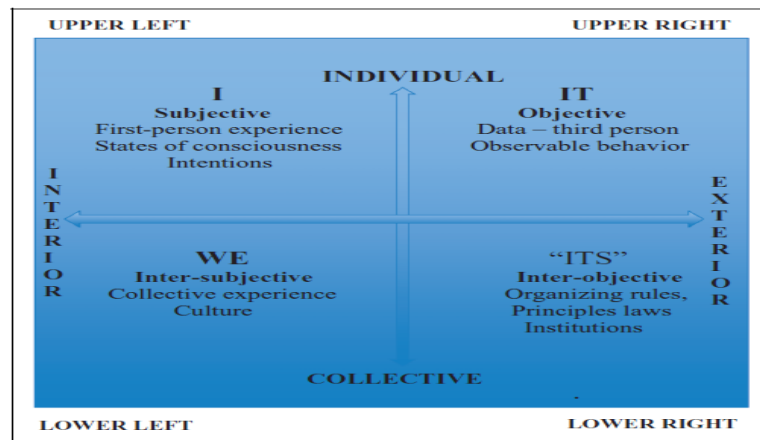 UPPER LEFT
UPPER RIGHT
INDIVIDUAL
I
Subjective
First-person experience
States of consciousness
Intentions
IT
Objective
Data – third person
Observable behavior
INTERIOR
EXTERIOR
WE
Inter-subjective
Collective experience
Culture
“ITS”
Inter-objective
Organizing rules,
Principles laws
Institutions
COLLECTIVE
LOWER LEFT
LOWER RIGHT